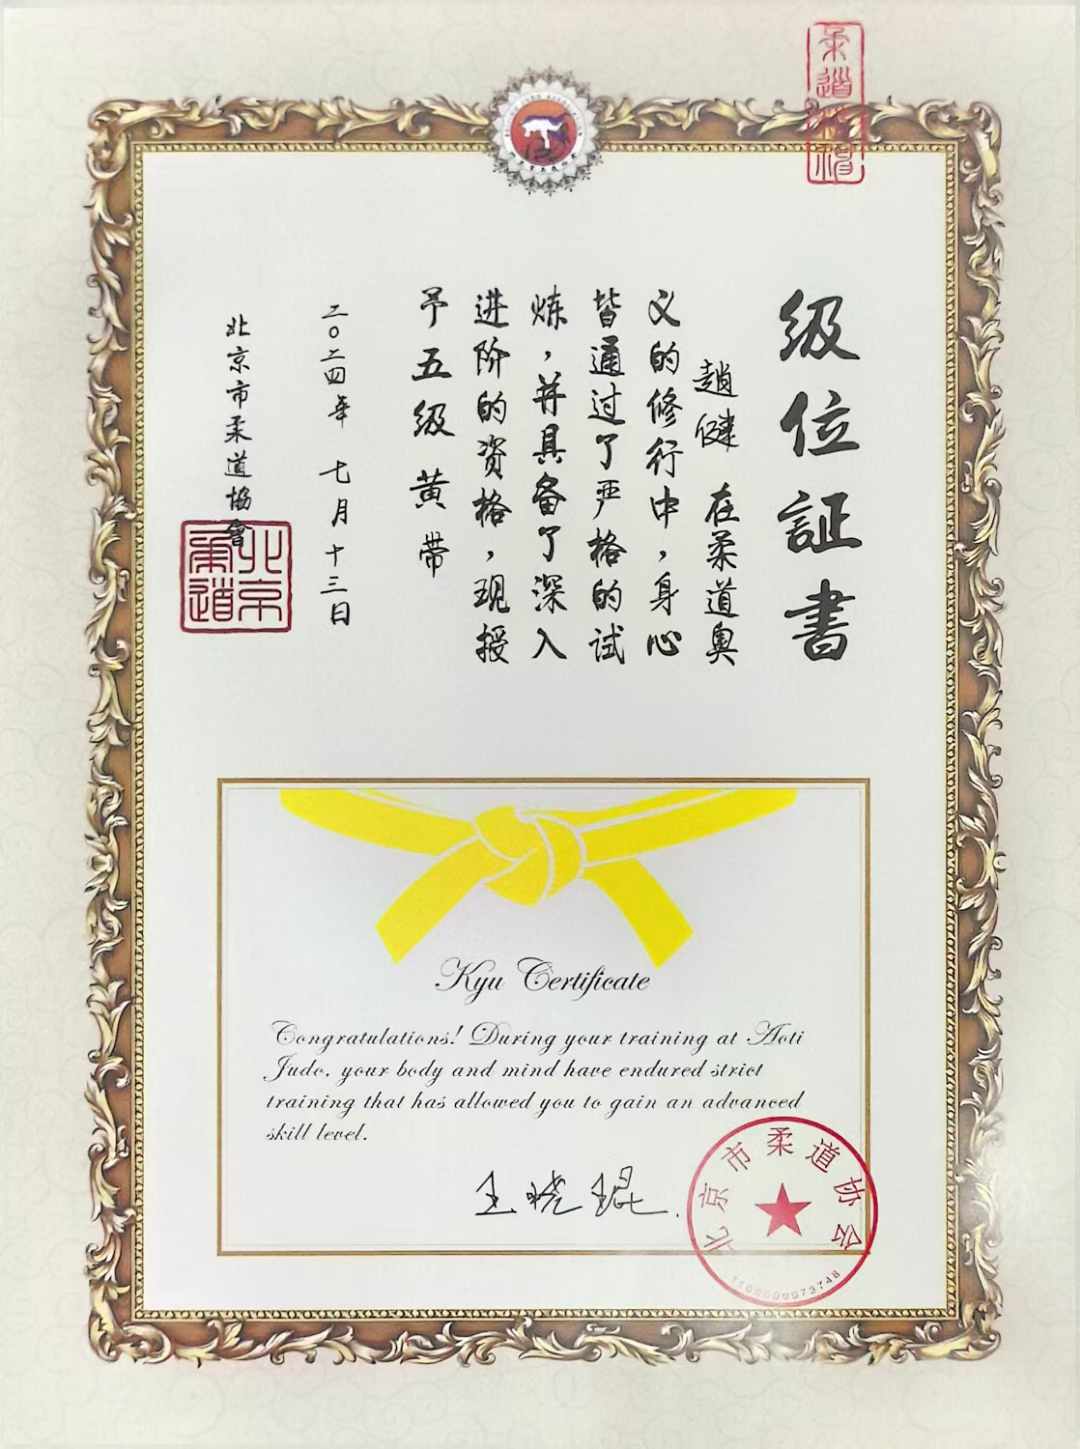 级位证書
趙健 在柔道奥
义的修行中，身心
皆通过了严格的试
炼，并具备了深入
进阶的资格，现授
予五级 黄 带
二〇二四年 七月十三日
北京市柔道協會
北京
柔道
Kyu Certificate
Congratulations! During your training at Aoti
Judo, your body and mind have endured strict
training that has allowed you to gain an advanced
skill level.
王晓锟
北京市柔道协会